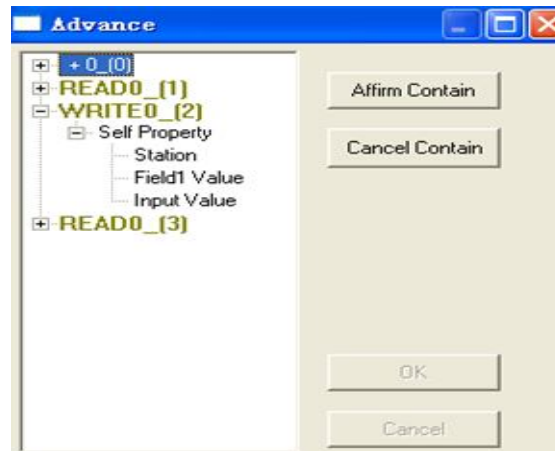 Advance
+ 0_(0)
READ0_(1)
WRITE0_(2)
Self Property
Station
Field1 Value
Input Value
READ0_(3)
Affirm Contain
Cancel Contain
OK
Cancel